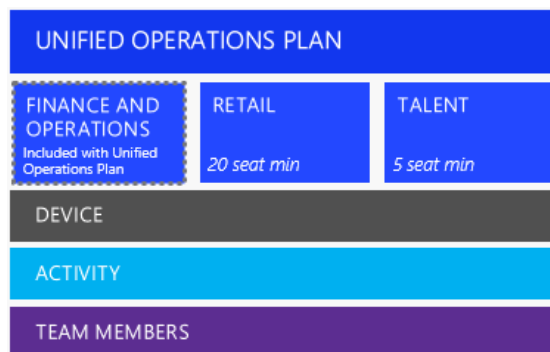 UNIFIED OPERATIONS PLAN
FINANCE AND
OPERATIONS
Included with Unified
Operations Plan
RETAIL
20 seat min
TALENT
5 seat min
DEVICE
ACTIVITY
TEAM MEMBERS